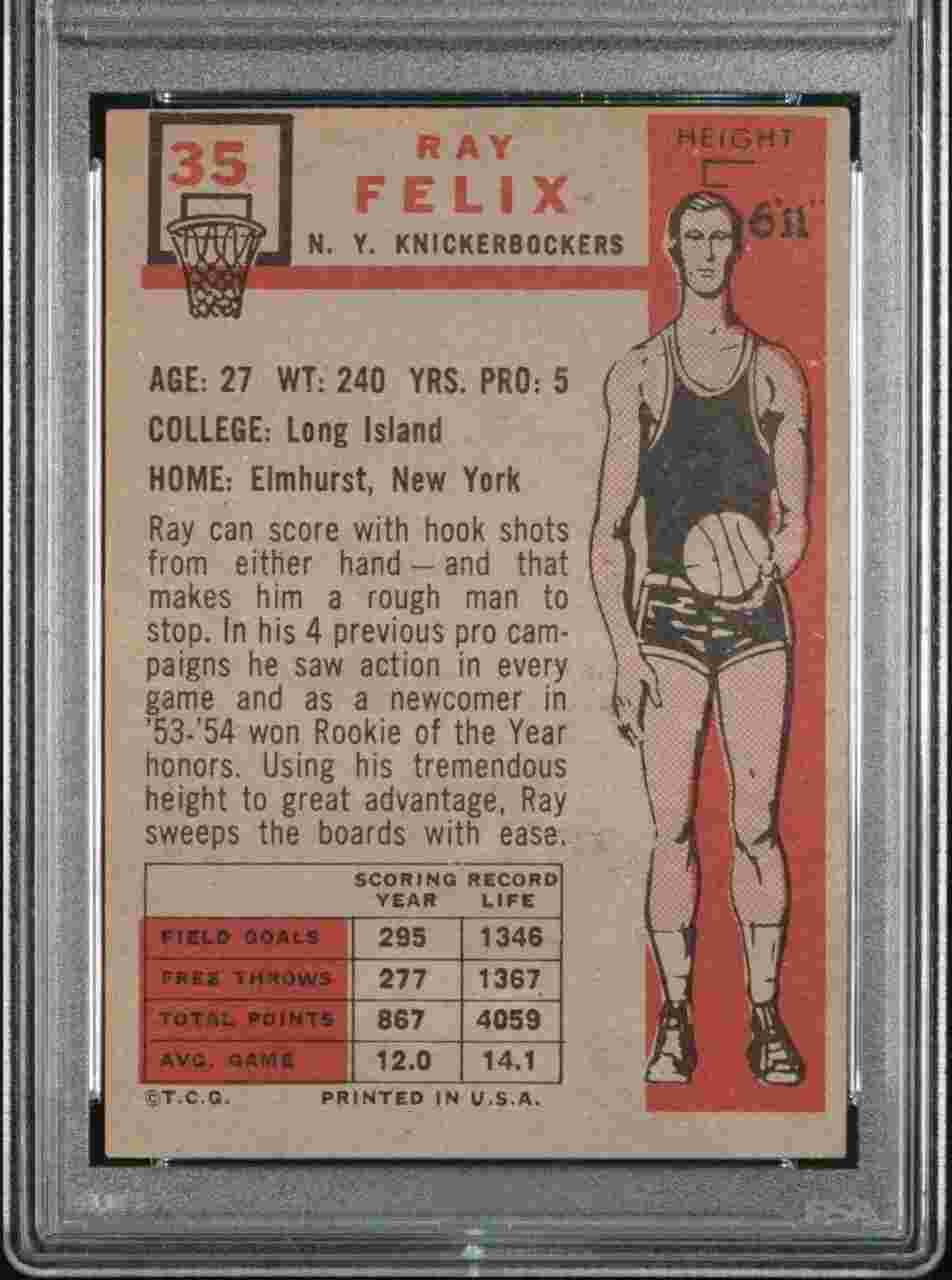 35
RAY
FELIX
N. Y. KNICKERBOCKERS
HEIGHT
6'11"
AGE: 27 WT: 240 YRS. PRO: 5
COLLEGE: Long Island
HOME: Elmhurst, New York
Ray can score with hook shots
from either hand — and that
makes him a rough man to
stop. In his 4 previous pro cam-
paigns he saw action in every
game and as a newcomer in
'53-'54 won Rookie of the Year
honors. Using his tremendous
height to great advantage, Ray
sweeps the boards with ease.
SCORING RECORD
YEAR LIFE
FIELD GOALS 295 1346
FREE THROWS 277 1367
TOTAL POINTS 867 4059
AVG. GAME 12.0 14.1
©T.C.G. PRINTED IN U.S.A.
PSA